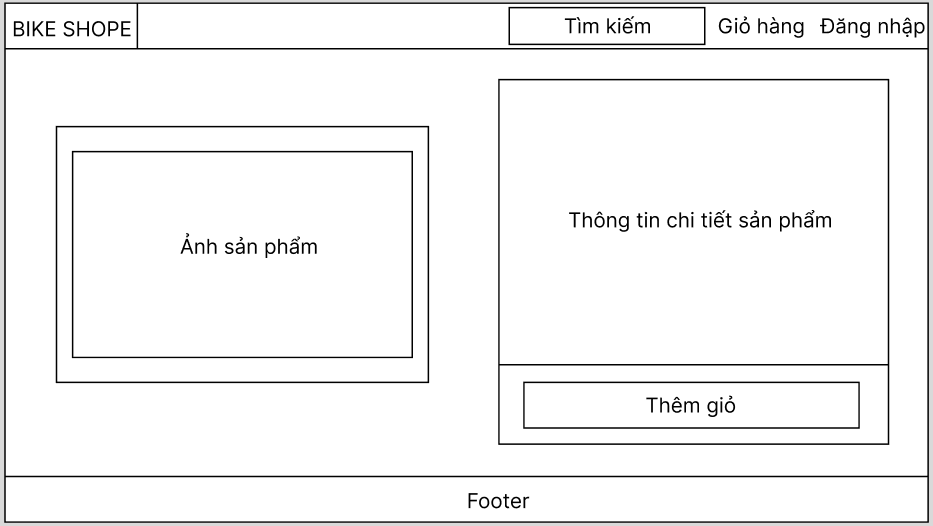 BIKE SHOPE
Tìm kiếm
Giỏ hàng
Đăng nhập
Ảnh sản phẩm
Thông tin chi tiết sản phẩm
Thêm giỏ
Footer